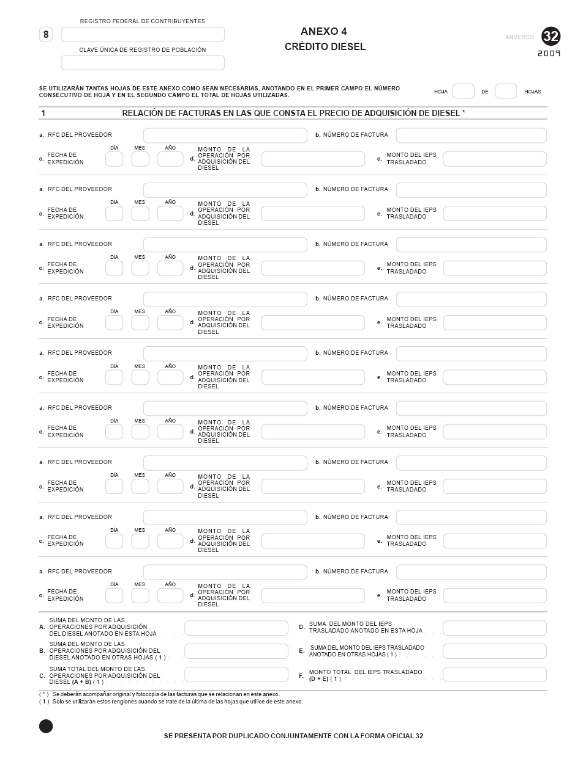 REGISTRO FEDERAL DE CONTRIBUYENTES
8
CLAVE ÚNICA DE REGISTRO DE POBLACIÓN
ANEXO 4
CRÉDITO DIESEL
ANVERSO 32
2009
SE UTILIZARÁN TANTAS HOJAS DE ESTE ANEXO COMO SEAN NECESARIAS, ANOTANDO EN EL PRIMER CAMPO EL NÚMERO
CONSECUTIVO DE HOJA Y EN EL SEGUNDO CAMPO EL TOTAL DE HOJAS UTILIZADAS.
HOJA DE HOJAS
1 RELACIÓN DE FACTURAS EN LAS QUE CONSTA EL PRECIO DE ADQUISICIÓN DE DIESEL *
a. RFC DEL PROVEEDOR b. NÚMERO DE FACTURA
DÍA MES AÑO
c. FECHA DE EXPEDICIÓN
d. MONTO DE LA
OPERACIÓN POR
ADQUISICIÓN DEL
DIESEL
e. MONTO DEL IEPS
TRASLADADO
a. RFC DEL PROVEEDOR b. NÚMERO DE FACTURA
DÍA MES AÑO
c. FECHA DE EXPEDICIÓN
d. MONTO DE LA
OPERACIÓN POR
ADQUISICIÓN DEL
DIESEL
e. MONTO DEL IEPS
TRASLADADO
a. RFC DEL PROVEEDOR b. NÚMERO DE FACTURA
DÍA MES AÑO
c. FECHA DE EXPEDICIÓN
d. MONTO DE LA
OPERACIÓN POR
ADQUISICIÓN DEL
DIESEL
e. MONTO DEL IEPS
TRASLADADO
a. RFC DEL PROVEEDOR b. NÚMERO DE FACTURA
DÍA MES AÑO
c. FECHA DE EXPEDICIÓN
d. MONTO DE LA
OPERACIÓN POR
ADQUISICIÓN DEL
DIESEL
e. MONTO DEL IEPS
TRASLADADO
a. RFC DEL PROVEEDOR b. NÚMERO DE FACTURA
DÍA MES AÑO
c. FECHA DE EXPEDICIÓN
d. MONTO DE LA
OPERACIÓN POR
ADQUISICIÓN DEL
DIESEL
e. MONTO DEL IEPS
TRASLADADO
a. RFC DEL PROVEEDOR b. NÚMERO DE FACTURA
DÍA MES AÑO
c. FECHA DE EXPEDICIÓN
d. MONTO DE LA
OPERACIÓN POR
ADQUISICIÓN DEL
DIESEL
e. MONTO DEL IEPS
TRASLADADO
a. RFC DEL PROVEEDOR b. NÚMERO DE FACTURA
DÍA MES AÑO
c. FECHA DE EXPEDICIÓN
d. MONTO DE LA
OPERACIÓN POR
ADQUISICIÓN DEL
DIESEL
e. MONTO DEL IEPS
TRASLADADO
a. RFC DEL PROVEEDOR b. NÚMERO DE FACTURA
DÍA MES AÑO
c. FECHA DE EXPEDICIÓN
d. MONTO DE LA
OPERACIÓN POR
ADQUISICIÓN DEL
DIESEL
e. MONTO DEL IEPS
TRASLADADO
a. RFC DEL PROVEEDOR b. NÚMERO DE FACTURA
DÍA MES AÑO
c. FECHA DE EXPEDICIÓN
d. MONTO DE LA
OPERACIÓN POR
ADQUISICIÓN DEL
DIESEL
e. MONTO DEL IEPS
TRASLADADO
SUMA DEL MONTO DE LAS
A. OPERACIONES POR ADQUISICIÓN
DEL DIESEL ANOTADO EN ESTA HOJA
D. SUMA DEL MONTO DEL IEPS
TRASLADADO ANOTADO EN ESTA HOJA
SUMA DEL MONTO DE LAS
B. OPERACIONES POR ADQUISICIÓN DEL
DIESEL ANOTADO EN OTRAS HOJAS ( 1 )
E. SUMA DEL MONTO DEL IEPS TRASLADADO
ANOTADO EN OTRAS HOJAS ( 1 )
SUMA TOTAL DEL MONTO DE LAS
C. OPERACIONES POR ADQUISICIÓN DEL
DIESEL (A + B) ( 1 )
F. MONTO TOTAL DEL IEPS TRASLADADO
(D + E) ( 1 )
( * ) Se deberán acompañar original y fotocopia de las facturas que se relacionan en este anexo.
( 1 ) Sólo se utilizarán estos renglones cuando se trate de la última de las hojas que utilice de este anexo.
SE PRESENTA POR DUPLICADO CONJUNTAMENTE CON LA FORMA OFICIAL 32